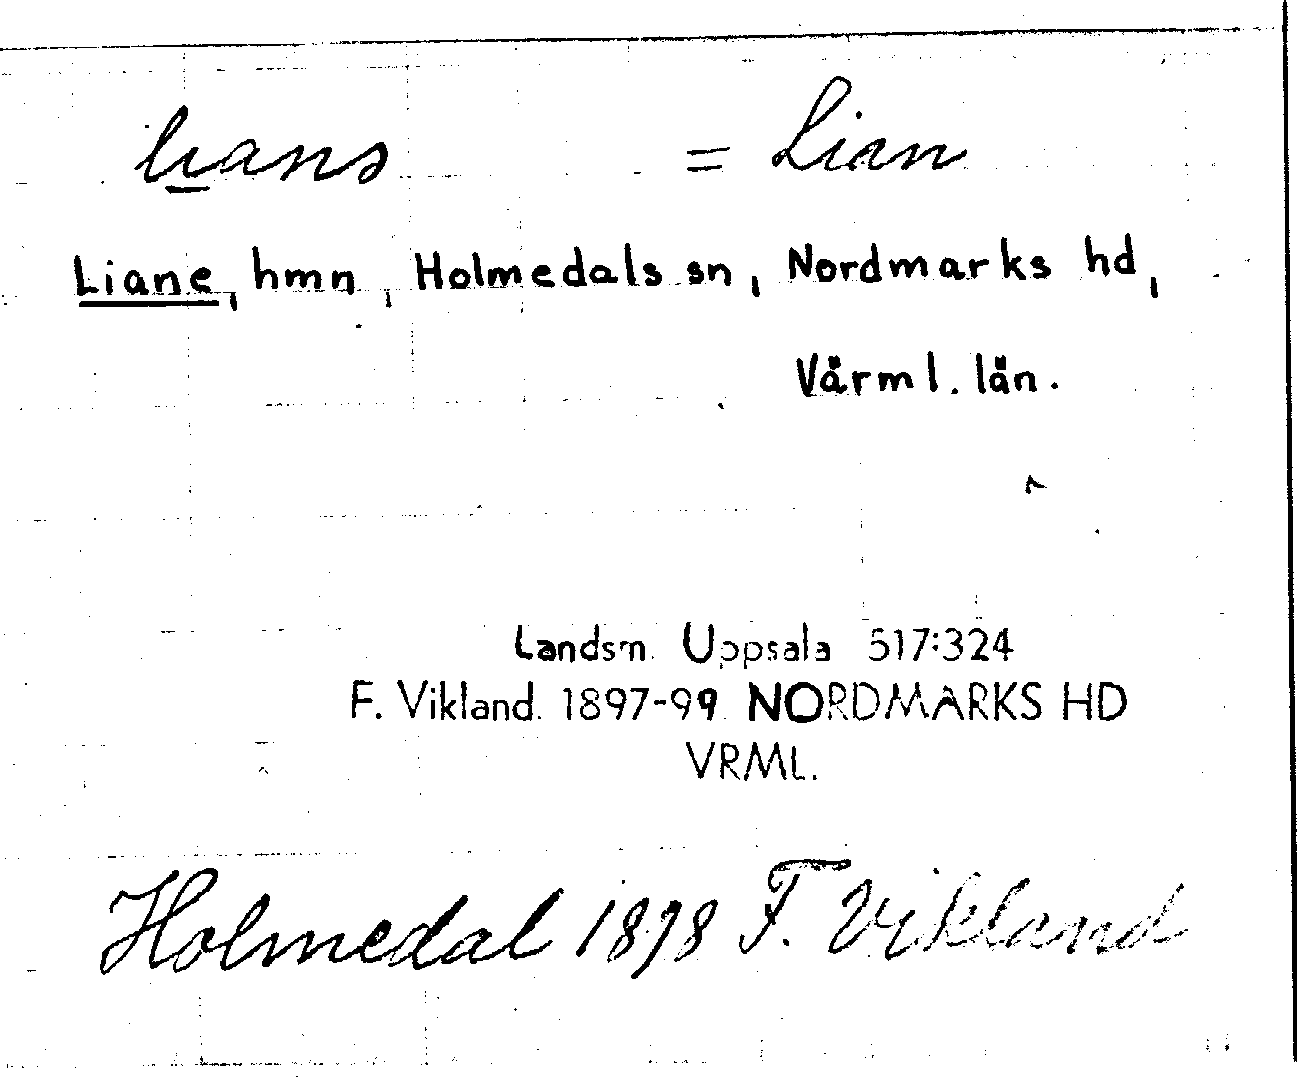 lians = Lian
Liane, hmn, Holmedals sn, Nordmarks hd,
Värml. län.
Landsm. Uppsala 517:324
F. Vikland. 1897-99 NORDMARKS HD
VRML.
Holmedal 1898 F. Vikland